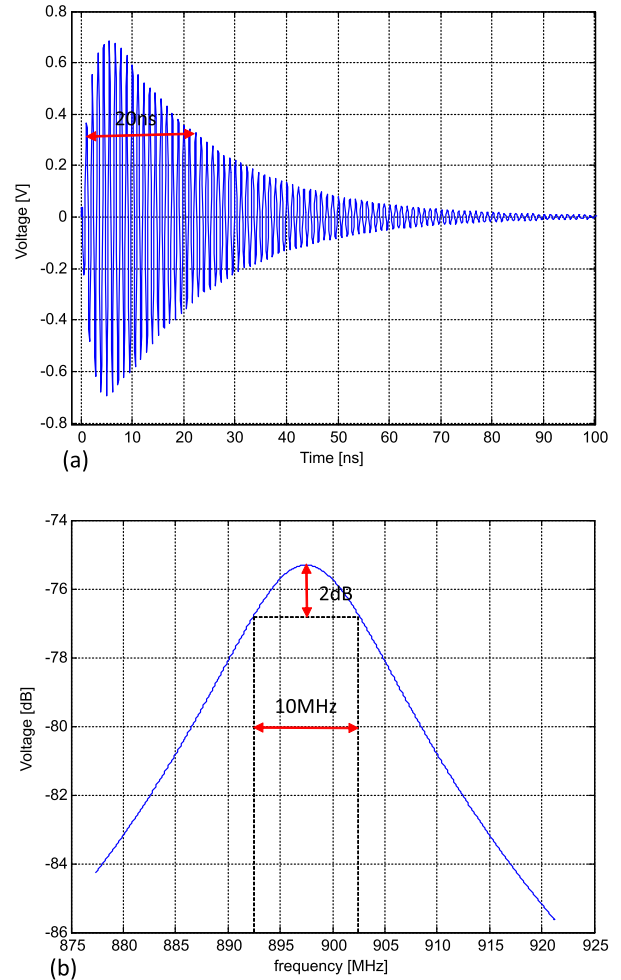 0.8
0.6
0.4
20ns
0.2
0
-0.2
-0.4
-0.6
-0.8
Voltage [V]
0 10 20 30 40 50 60 70 80 90 100
Time [ns]
(a)
-74
-76
2dB
-78
10MHz
-80
-82
-84
-86
Voltage [dB]
875 880 885 890 895 900 905 910 915 920 925
frequency [MHz]
(b)